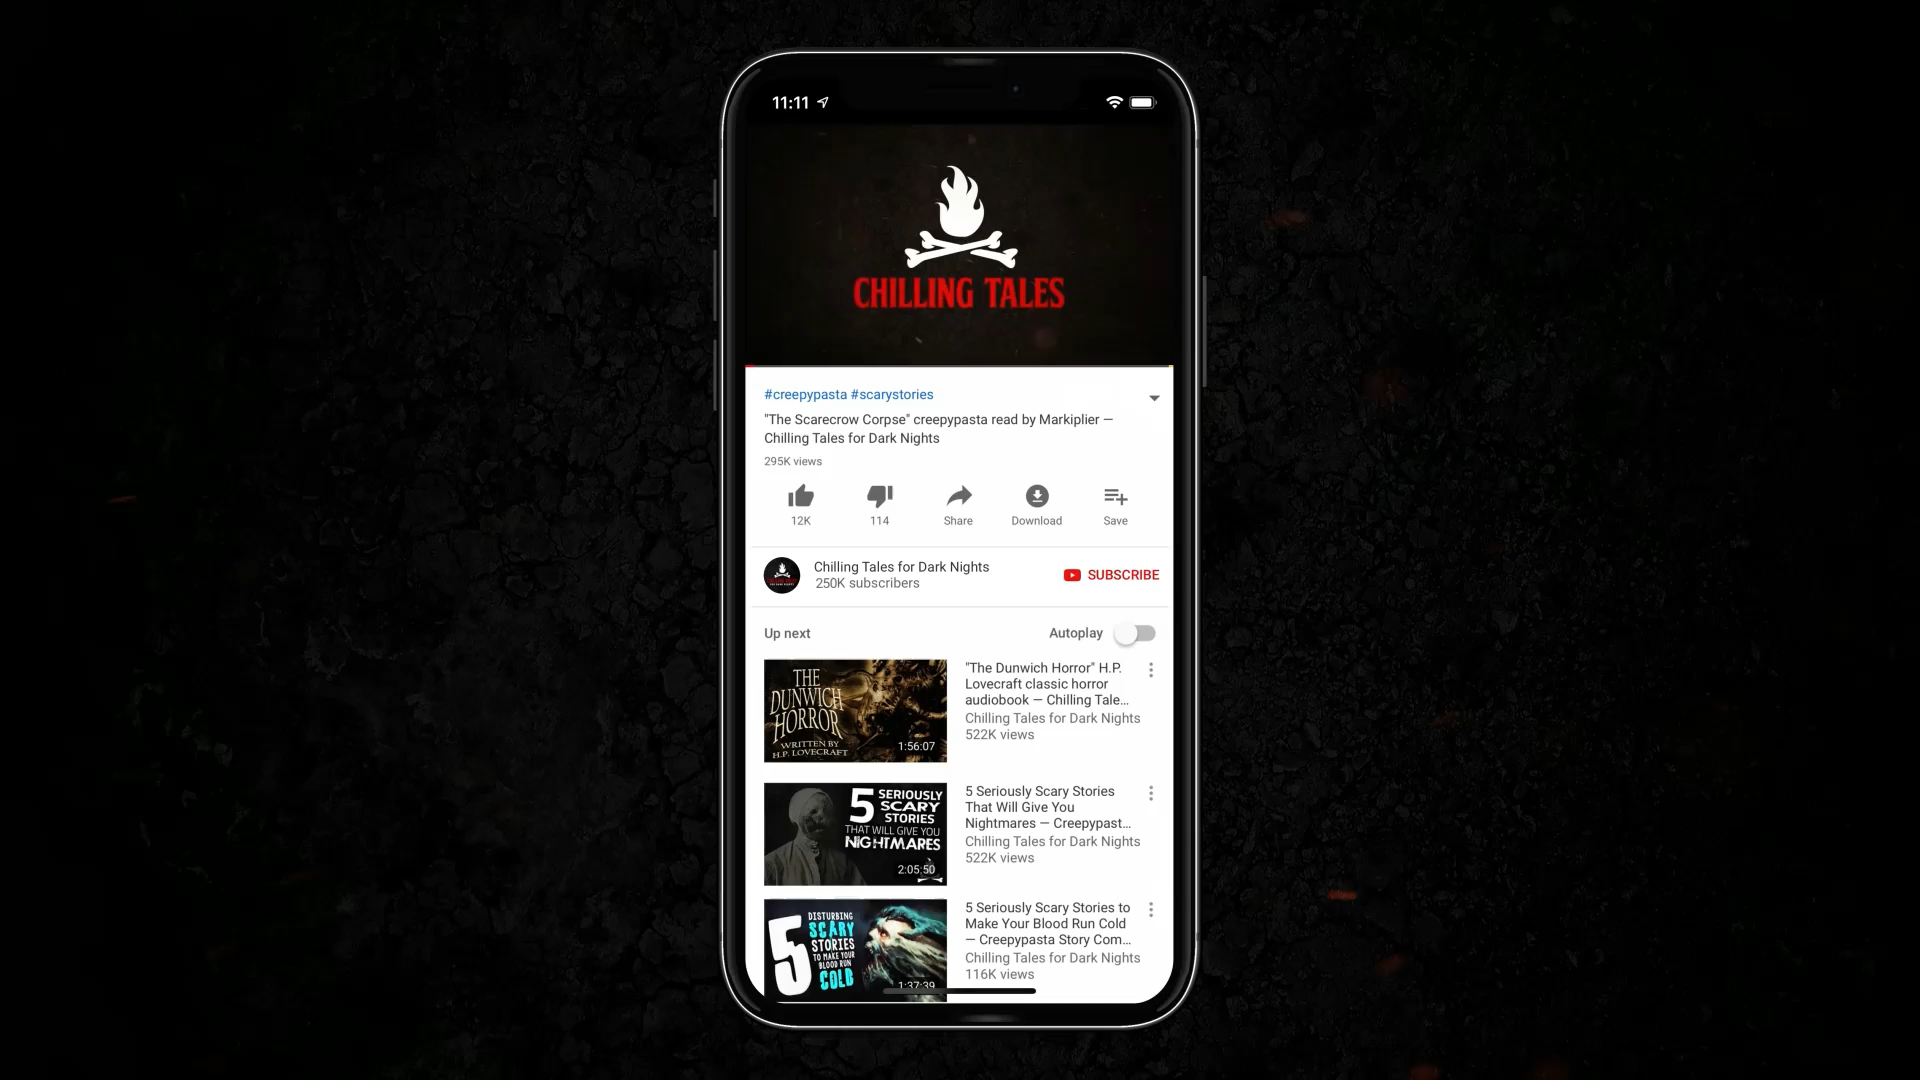 11:11
CHILLING TALES
#creepypasta #scarystories
"The Scarecrow Corpse" creepypasta read by Markiplier —
Chilling Tales for Dark Nights
295K views
12K
114
Share
Download
Save
Chilling Tales for Dark Nights
250K subscribers
SUBSCRIBE
Up next
Autoplay
THE
DUNWICH
HORROR
WRITTEN BY
H.P. LOVECRAFT
1:56:07
"The Dunwich Horror" H.P.
Lovecraft classic horror
audiobook — Chilling Tale...
Chilling Tales for Dark Nights
522K views
5 SERIOUSLY
SCARY
STORIES
THAT WILL GIVE YOU
NIGHTMARES
2:05:50
5 Seriously Scary Stories
That Will Give You
Nightmares — Creepypast...
Chilling Tales for Dark Nights
522K views
5 DISTURBING
SCARY
STORIES
TO MAKE YOUR
BLOOD RUN
COLD
1:37:39
5 Seriously Scary Stories to
Make Your Blood Run Cold
— Creepypasta Story Com...
Chilling Tales for Dark Nights
116K views